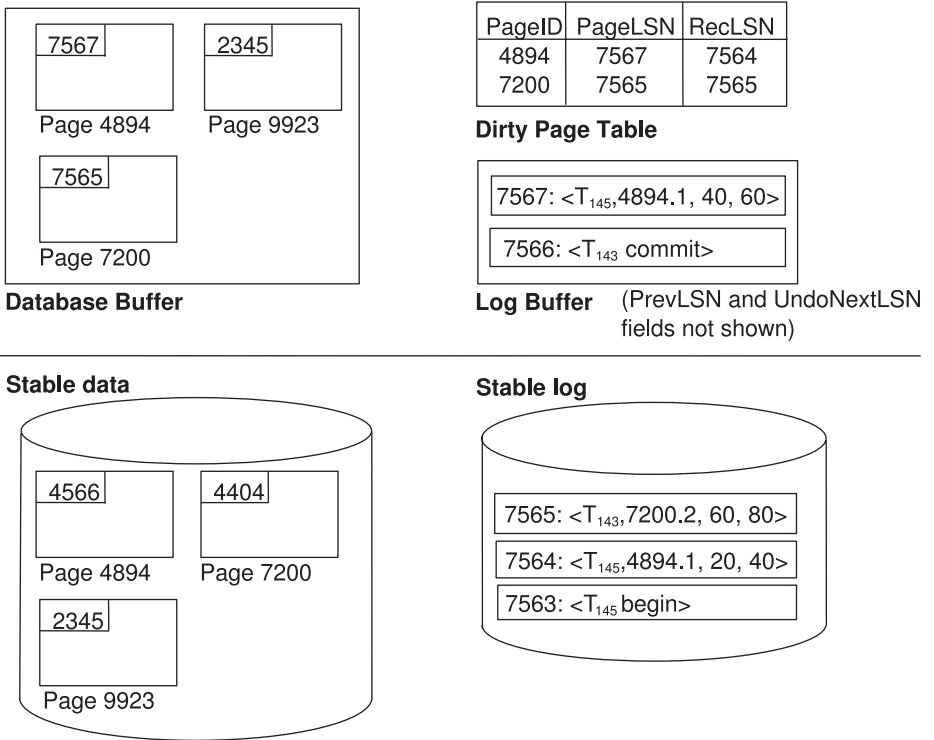 7567
2345
Page 4894
Page 9923
7565
Page 7200
Database Buffer
PageID PageLSN RecLSN
4894 7567 7564
7200 7565 7565
Dirty Page Table
7567: <T₁₄₅,4894.1, 40, 60>
7566: <T₁₄₃ commit>
Log Buffer (PrevLSN and UndoNextLSN
fields not shown)
Stable data
4566
4404
Page 4894
Page 7200
2345
Page 9923
Stable log
7565: <T₁₄₃,7200.2, 60, 80>
7564: <T₁₄₅,4894.1, 20, 40>
7563: <T₁₄₅ begin>